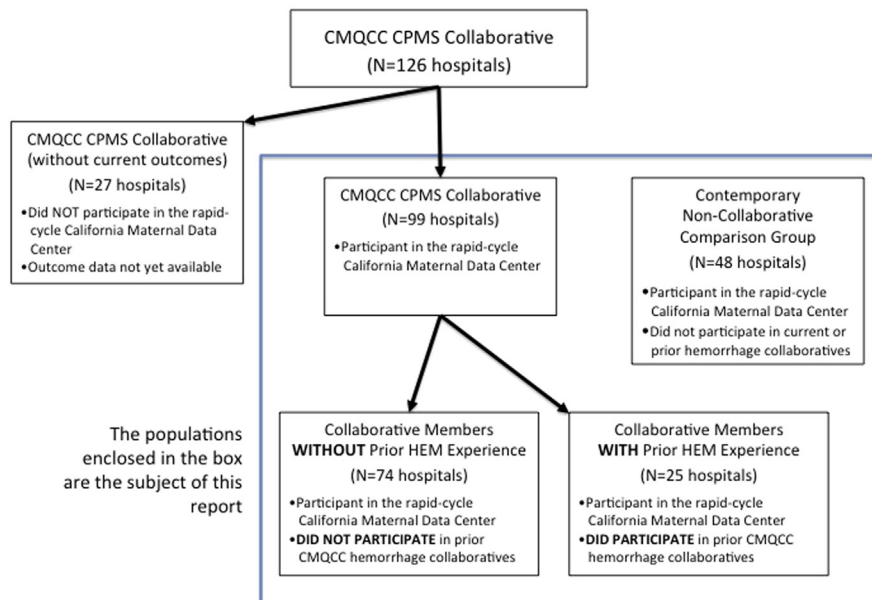 CMQCC CPMS Collaborative
(N=126 hospitals)
CMQCC CPMS Collaborative
(without current outcomes)
(N=27 hospitals)
•Did NOT participate in the rapid-
cycle California Maternal Data
Center
•Outcome data not yet available
CMQCC CPMS Collaborative
(N=99 hospitals)
•Participant in the rapid-cycle
California Maternal Data Center
Contemporary
Non-Collaborative
Comparison Group
(N=48 hospitals)
•Participant in the rapid-cycle
California Maternal Data Center
•Did not participate in current or
prior hemorrhage collaboratives
The populations
enclosed in the box
are the subject of this
report
Collaborative Members
WITHOUT Prior HEM Experience
(N=74 hospitals)
•Participant in the rapid-cycle
California Maternal Data Center
•DID NOT PARTICIPATE in prior
CMQCC hemorrhage collaboratives
Collaborative Members
WITH Prior HEM Experience
(N=25 hospitals)
•Participant in the rapid-cycle
California Maternal Data Center
•DID PARTICIPATE in prior CMQCC
hemorrhage collaboratives